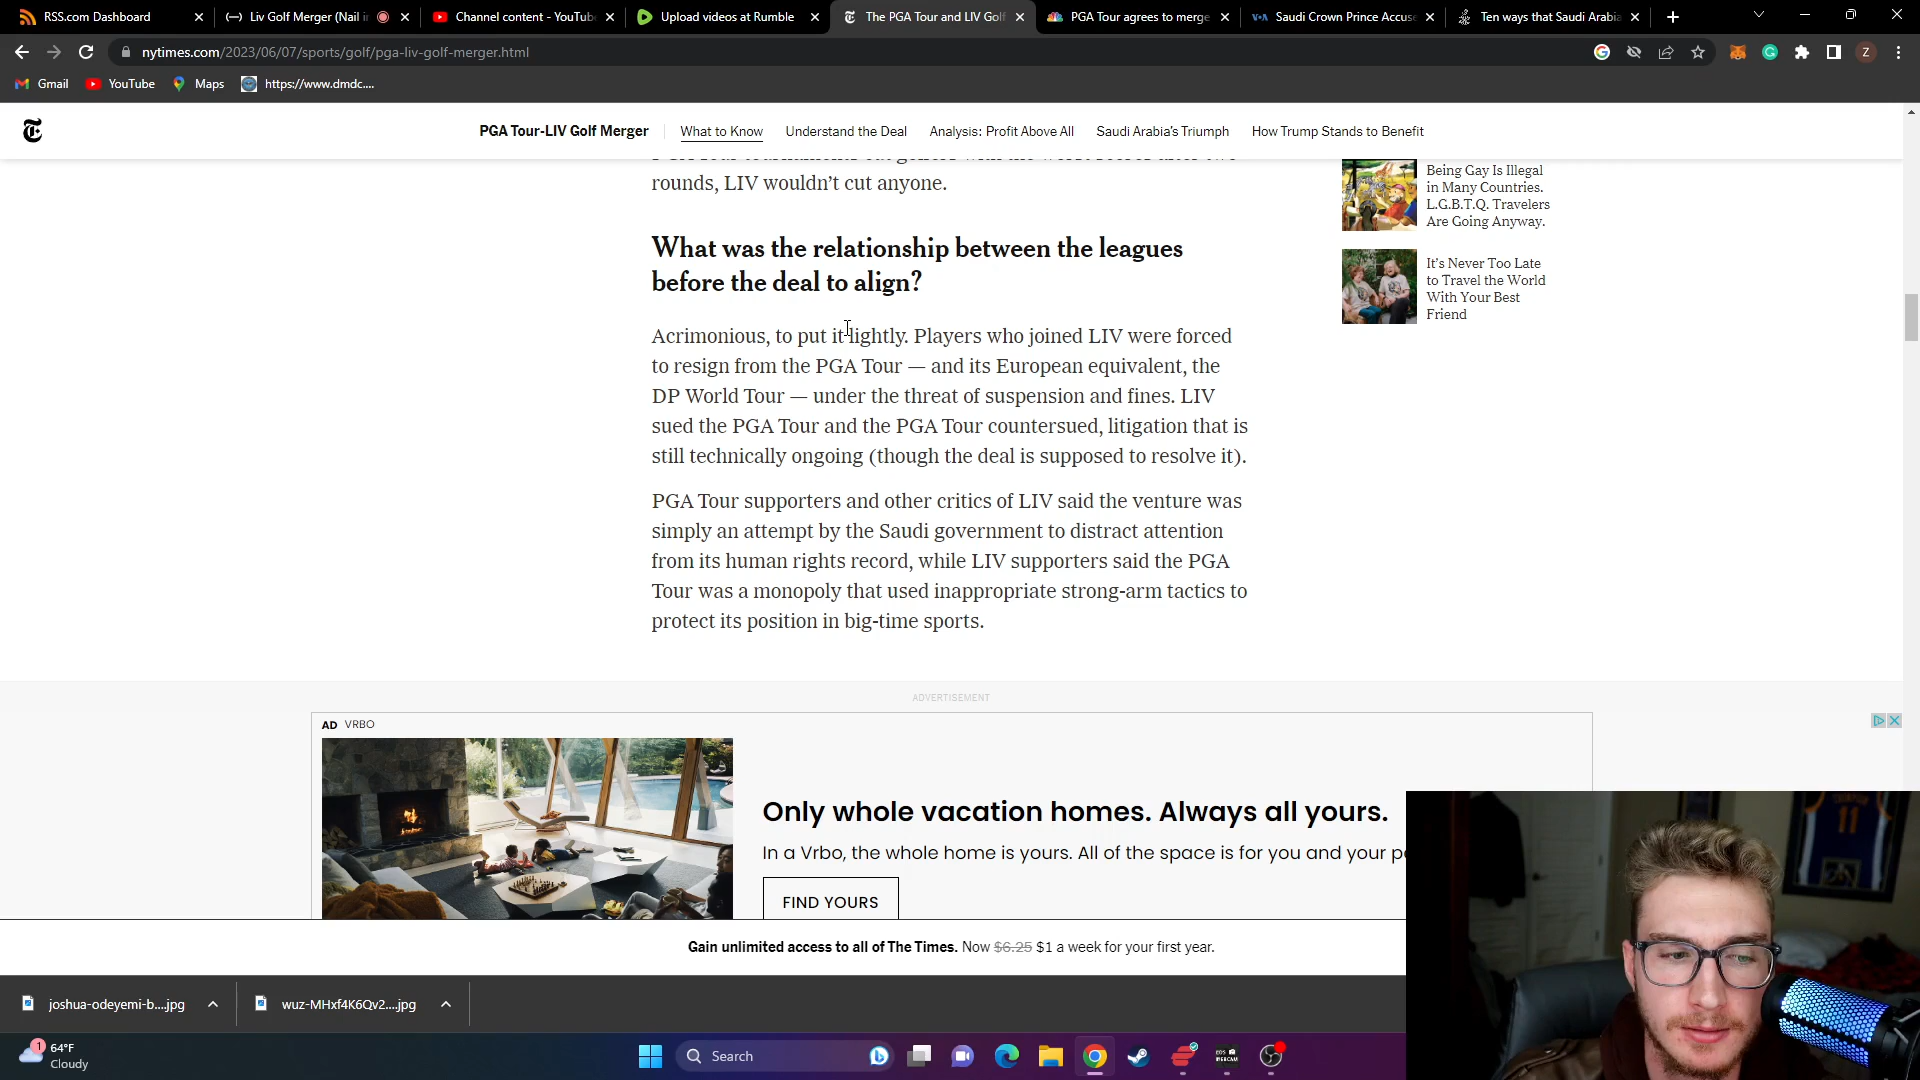 RSS.com Dashboard
Liv Golf Merger (Nail i
Channel content - YouTub
Upload videos at Rumble
The PGA Tour and LIV Golf
PGA Tour agrees to merge
Saudi Crown Prince Accuse
Ten ways that Saudi Arabia
nytimes.com/2023/06/07/sports/golf/pga-liv-golf-merger.html
Z
Gmail
YouTube
Maps
https://www.dmdc....
PGA Tour-LIV Golf Merger
What to Know
Understand the Deal
Analysis: Profit Above All
Saudi Arabia's Triumph
How Trump Stands to Benefit
rounds, LIV wouldn't cut anyone.
What was the relationship between the leagues
before the deal to align?
Acrimonious, to put it lightly. Players who joined LIV were forced
to resign from the PGA Tour — and its European equivalent, the
DP World Tour — under the threat of suspension and fines. LIV
sued the PGA Tour and the PGA Tour countersued, litigation that is
still technically ongoing (though the deal is supposed to resolve it).
PGA Tour supporters and other critics of LIV said the venture was
simply an attempt by the Saudi government to distract attention
from its human rights record, while LIV supporters said the PGA
Tour was a monopoly that used inappropriate strong-arm tactics to
protect its position in big-time sports.
Being Gay Is Illegal
in Many Countries.
L.G.B.T.Q. Travelers
Are Going Anyway.
It's Never Too Late
to Travel the World
With Your Best
Friend
ADVERTISEMENT
AD VRBO
Only whole vacation homes. Always all yours.
In a Vrbo, the whole home is yours. All of the space is for you and your p
FIND YOURS
Gain unlimited access to all of The Times. Now $6.25 $1 a week for your first year.
joshua-odeyemi-b....jpg
wuz-MHxf4K6Qv2....jpg
1
64°F
Cloudy
Search
EOS
WEBCAM
11